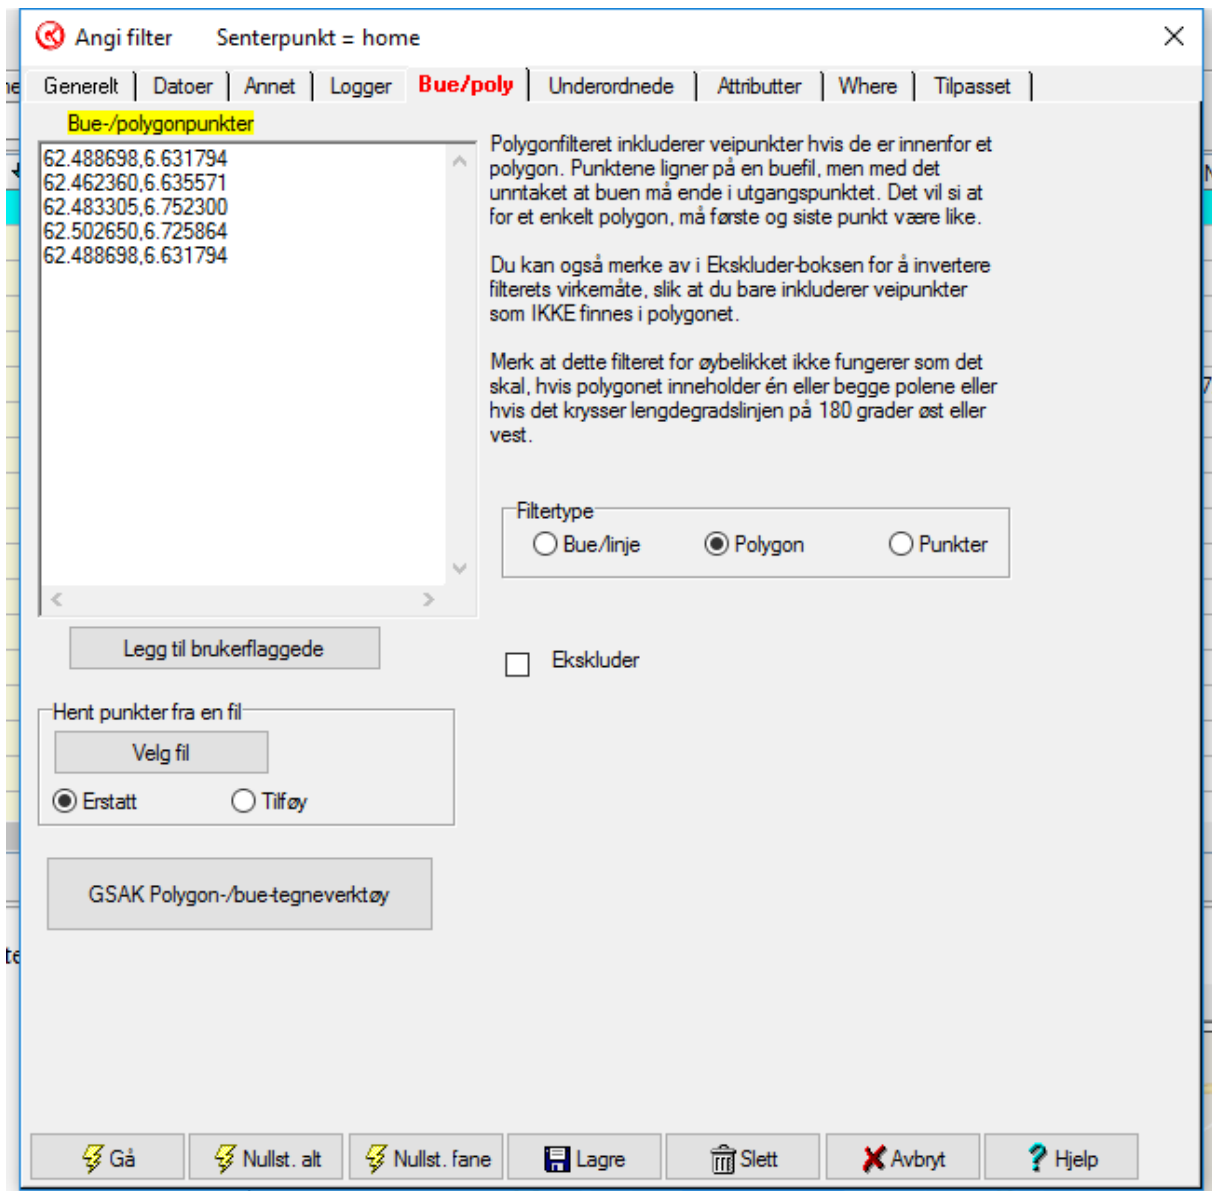 Angi filter Senterpunkt = home
Generelt Datoer Annet Logger Bue/poly Underordnede Attributter Where Tilpasset
Bue-/polygonpunkter
62.488698,6.631794
62.462360,6.635571
62.483305,6.752300
62.502650,6.725864
62.488698,6.631794
Polygonfilteret inkluderer veipunkter hvis de er innenfor et
polygon. Punktene ligner på en buefil, men med det
unntaket at buen må ende i utgangspunktet. Det vil si at
for et enkelt polygon, må første og siste punkt være like.
Du kan også merke av i Ekskluder-boksen for å invertere
filterets virkemåte, slik at du bare inkluderer veipunkter
som IKKE finnes i polygonet.
Merk at dette filteret for øybelikket ikke fungerer som det
skal, hvis polygonet inneholder én eller begge polene eller
hvis det krysser lengdegradslinjen på 180 grader øst eller
vest.
Filtertype
Bue/linje Polygon Punkter
Legg til brukerflaggede
Ekskluder
Hent punkter fra en fil
Velg fil
Erstatt Tilføy
GSAK Polygon-/bue-tegneverktøy
Gå Nullst. alt Nullst. fane Lagre Slett Avbryt Hjelp